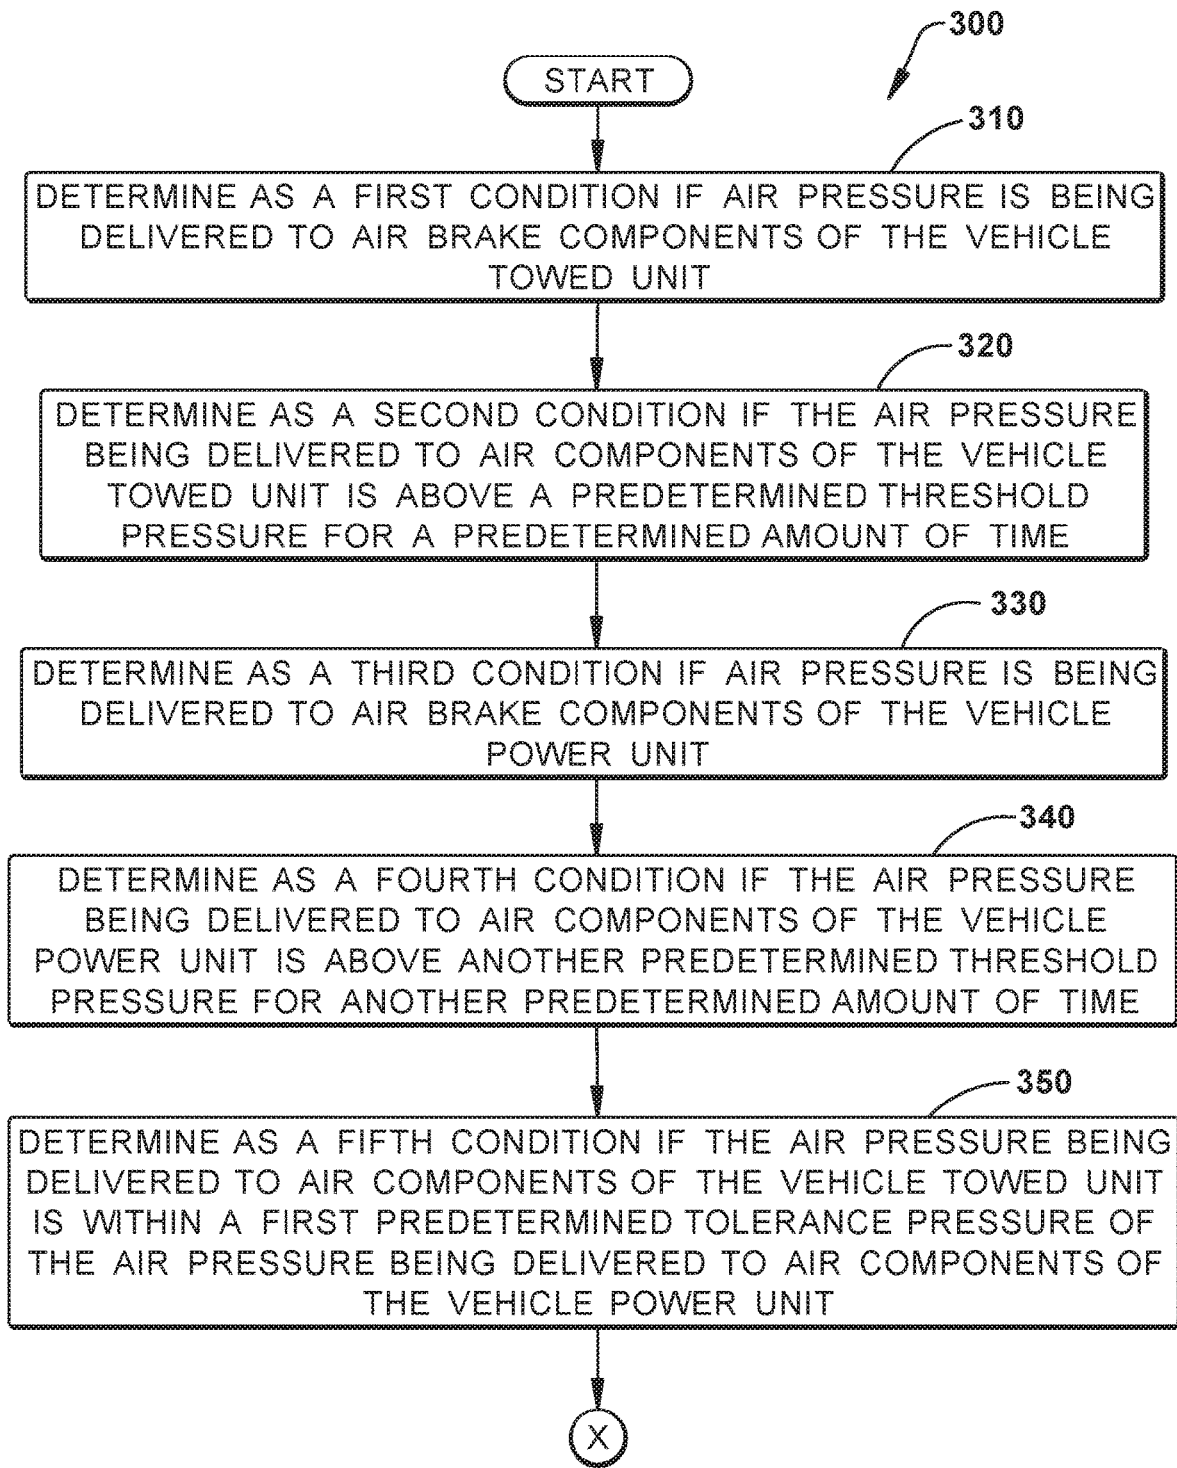 300
START
310
DETERMINE AS A FIRST CONDITION IF AIR PRESSURE IS BEING
DELIVERED TO AIR BRAKE COMPONENTS OF THE VEHICLE
TOWED UNIT
320
DETERMINE AS A SECOND CONDITION IF THE AIR PRESSURE
BEING DELIVERED TO AIR COMPONENTS OF THE VEHICLE
TOWED UNIT IS ABOVE A PREDETERMINED THRESHOLD
PRESSURE FOR A PREDETERMINED AMOUNT OF TIME
330
DETERMINE AS A THIRD CONDITION IF AIR PRESSURE IS BEING
DELIVERED TO AIR BRAKE COMPONENTS OF THE VEHICLE
POWER UNIT
340
DETERMINE AS A FOURTH CONDITION IF THE AIR PRESSURE
BEING DELIVERED TO AIR COMPONENTS OF THE VEHICLE
POWER UNIT IS ABOVE ANOTHER PREDETERMINED THRESHOLD
PRESSURE FOR ANOTHER PREDETERMINED AMOUNT OF TIME
350
DETERMINE AS A FIFTH CONDITION IF THE AIR PRESSURE BEING
DELIVERED TO AIR COMPONENTS OF THE VEHICLE TOWED UNIT
IS WITHIN A FIRST PREDETERMINED TOLERANCE PRESSURE OF
THE AIR PRESSURE BEING DELIVERED TO AIR COMPONENTS OF
THE VEHICLE POWER UNIT
X